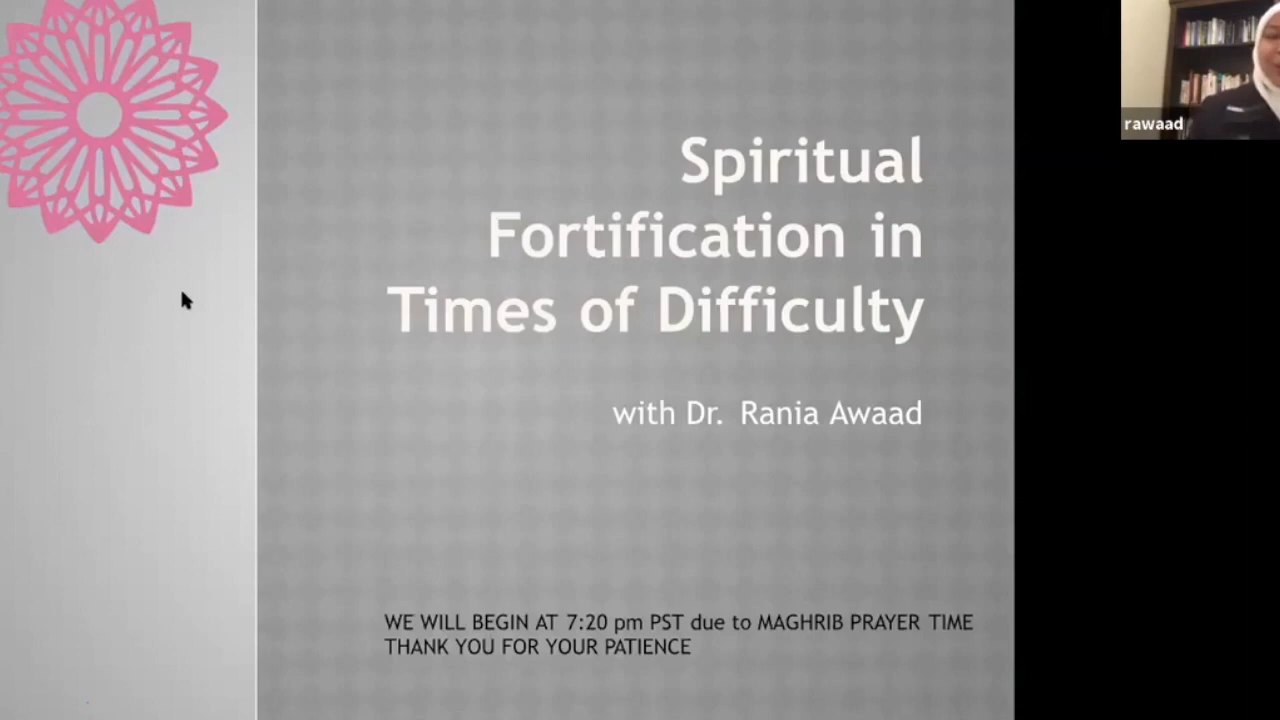 Spiritual
Fortification in
Times of Difficulty
with Dr. Rania Awaad
WE WILL BEGIN AT 7:20 pm PST due to MAGHRIB PRAYER TIME
THANK YOU FOR YOUR PATIENCE
rawaad